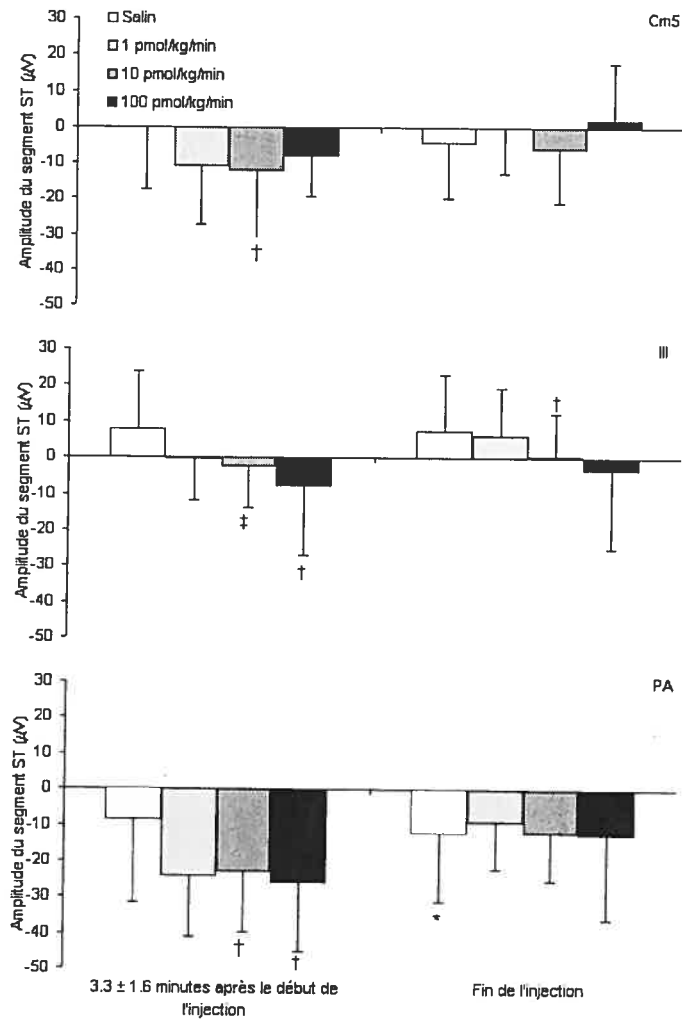 Salin
Cm5
1 pmol/kg/min
10 pmol/kg/min
100 pmol/kg/min
Amplitude du segment ST (µV)
30
20
10
0
-10
-20
-30
-40
-50
†
III
Amplitude du segment ST (µV)
30
20
10
0
-10
-20
-30
-40
-50
‡
†
†
PA
Amplitude du segment ST (µV)
30
20
10
0
-10
-20
-30
-40
-50
†
†
*
3.3 ± 1.6 minutes après le début de
l'injection
Fin de l'injection